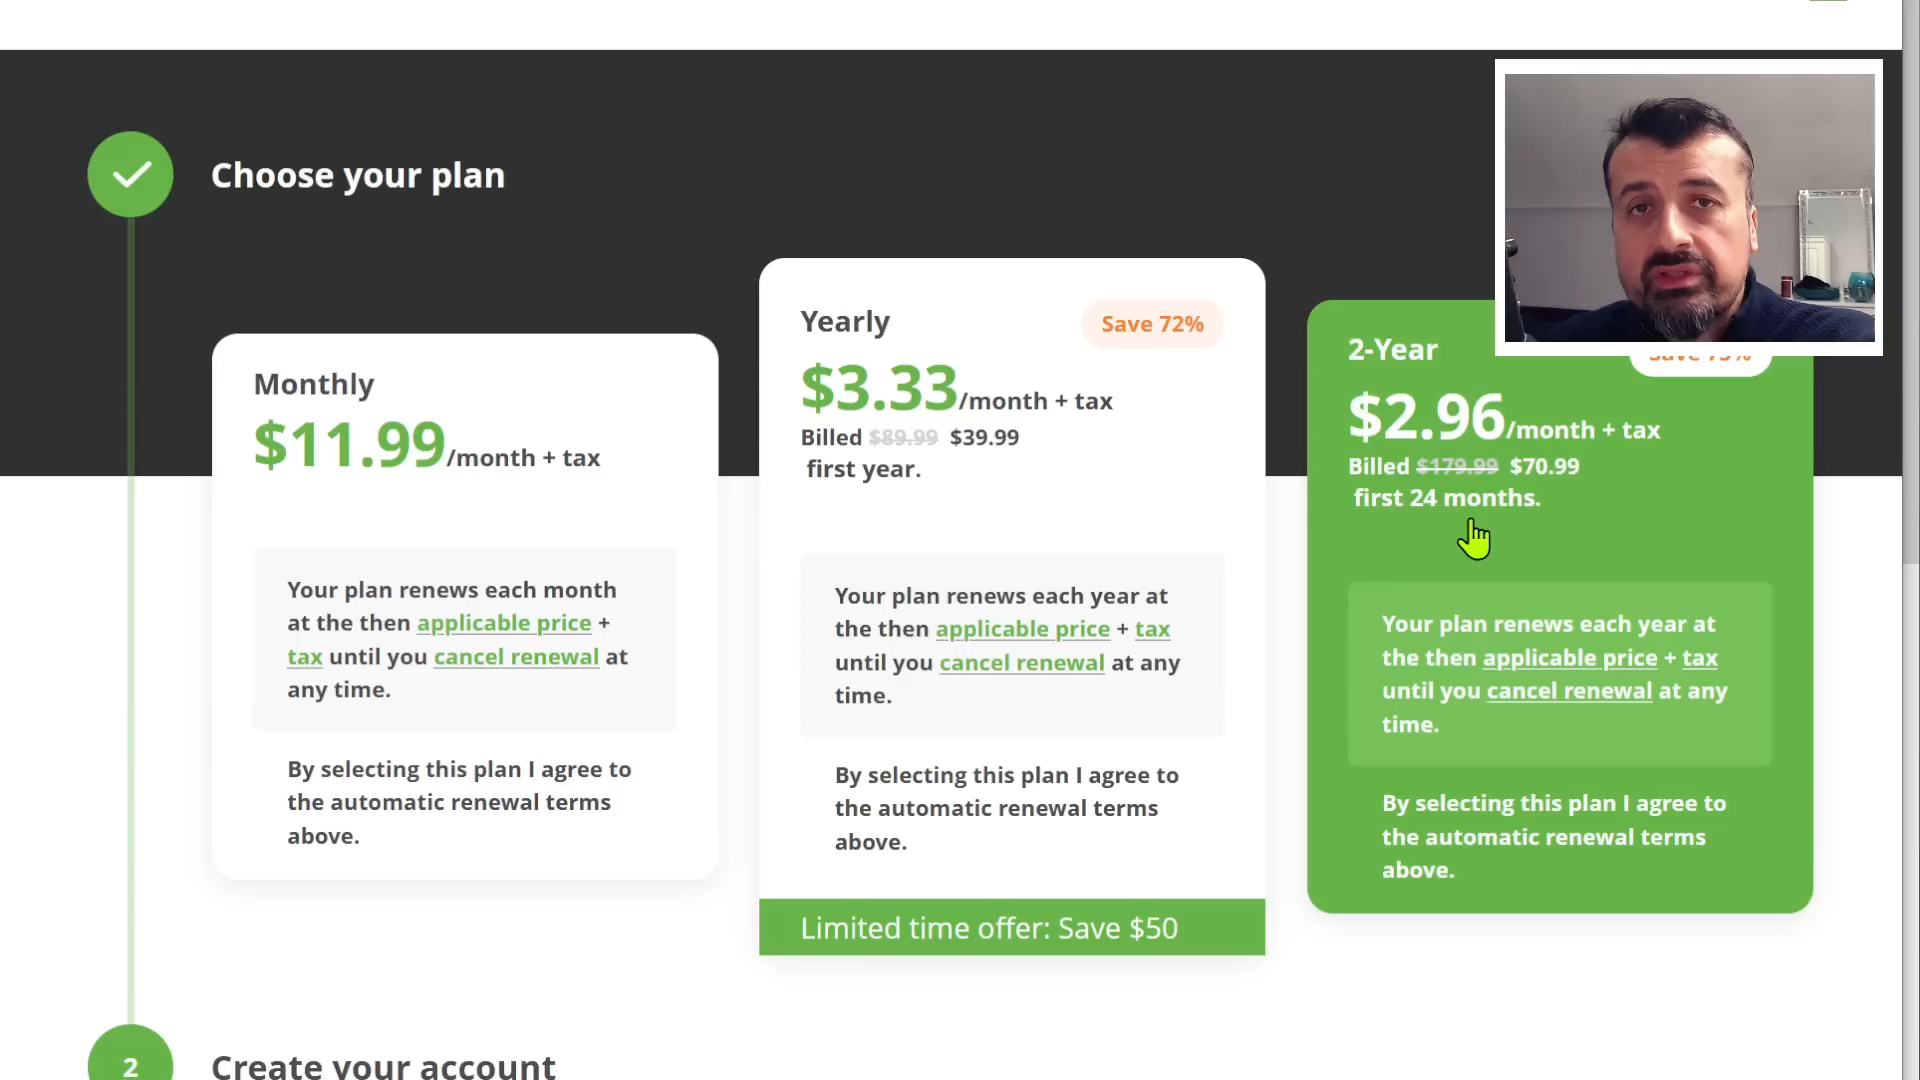 Choose your plan
Monthly
$11.99/month + tax
Your plan renews each month
at the then applicable price +
tax until you cancel renewal at
any time.
By selecting this plan I agree to
the automatic renewal terms
above.
Yearly
Save 72%
$3.33/month + tax
Billed $89.99 $39.99
first year.
Your plan renews each year at
the then applicable price + tax
until you cancel renewal at any
time.
By selecting this plan I agree to
the automatic renewal terms
above.
Limited time offer: Save $50
2-Year
Save 75%
$2.96/month + tax
Billed $179.99 $70.99
first 24 months.
Your plan renews each year at
the then applicable price + tax
until you cancel renewal at any
time.
By selecting this plan I agree to
the automatic renewal terms
above.
2
Create your account